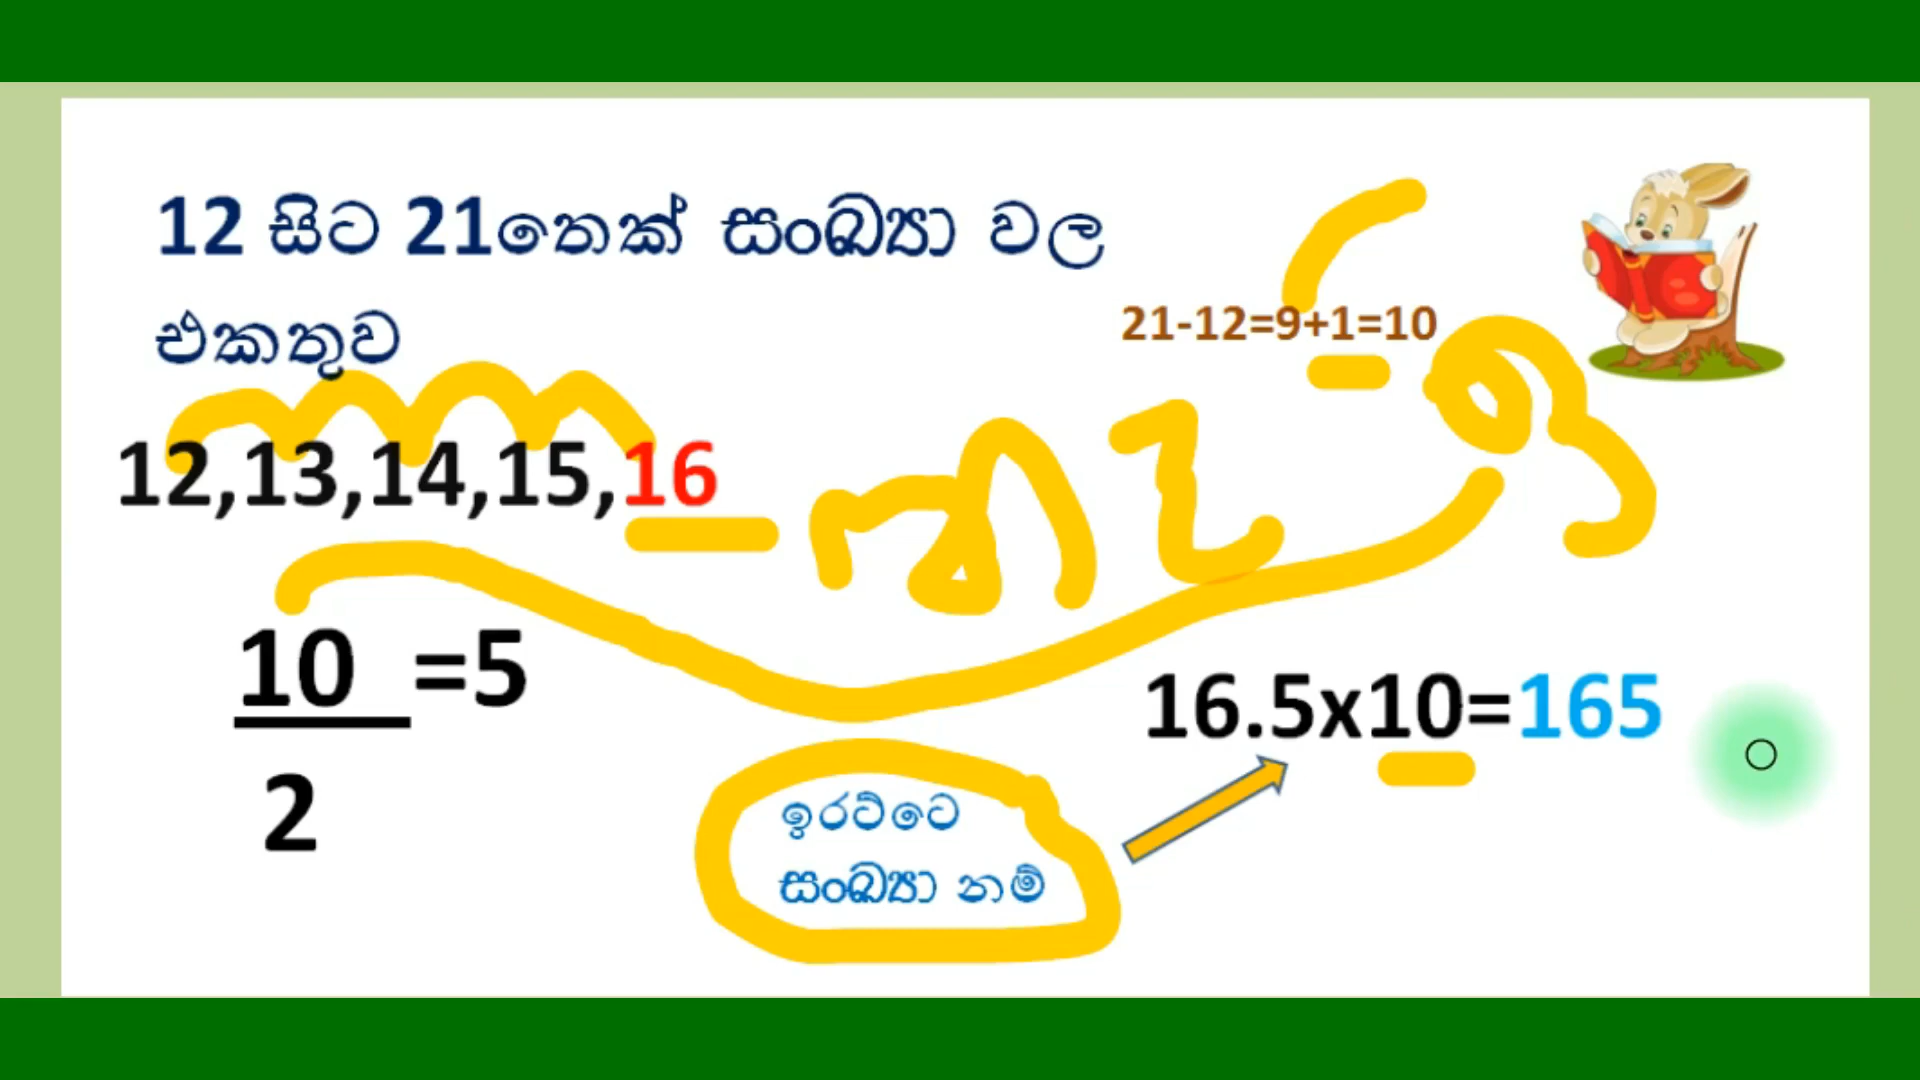 12 සිට 21තෙක් සංඛ්‍යා වල
එකතුව
21-12=9+1=10
12,13,14,15,16
10 =5
2
16.5x10=165
ඉරට්ටෙ
සංඛ්‍යා නම්